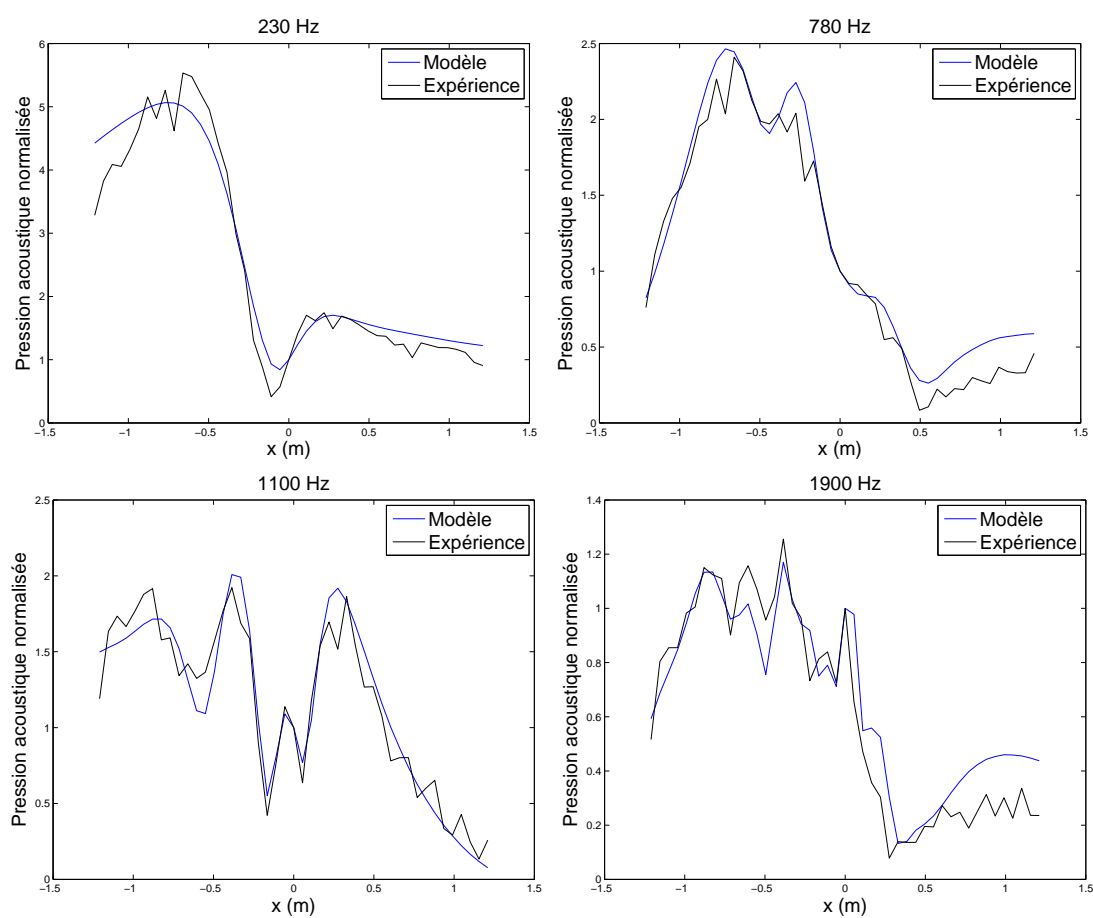 230 Hz
Pression acoustique normalisée
6
5
4
3
2
1
0
Modèle
Expérience
−1.5 −1 −0.5 0 0.5 1 1.5
x (m)
780 Hz
Pression acoustique normalisée
2.5
2
1.5
1
0.5
0
Modèle
Expérience
−1.5 −1 −0.5 0 0.5 1 1.5
x (m)
1100 Hz
Pression acoustique normalisée
2.5
2
1.5
1
0.5
0
Modèle
Expérience
−1.5 −1 −0.5 0 0.5 1 1.5
x (m)
1900 Hz
Pression acoustique normalisée
1.4
1.2
1
0.8
0.6
0.4
0.2
0
Modèle
Expérience
−1.5 −1 −0.5 0 0.5 1 1.5
x (m)